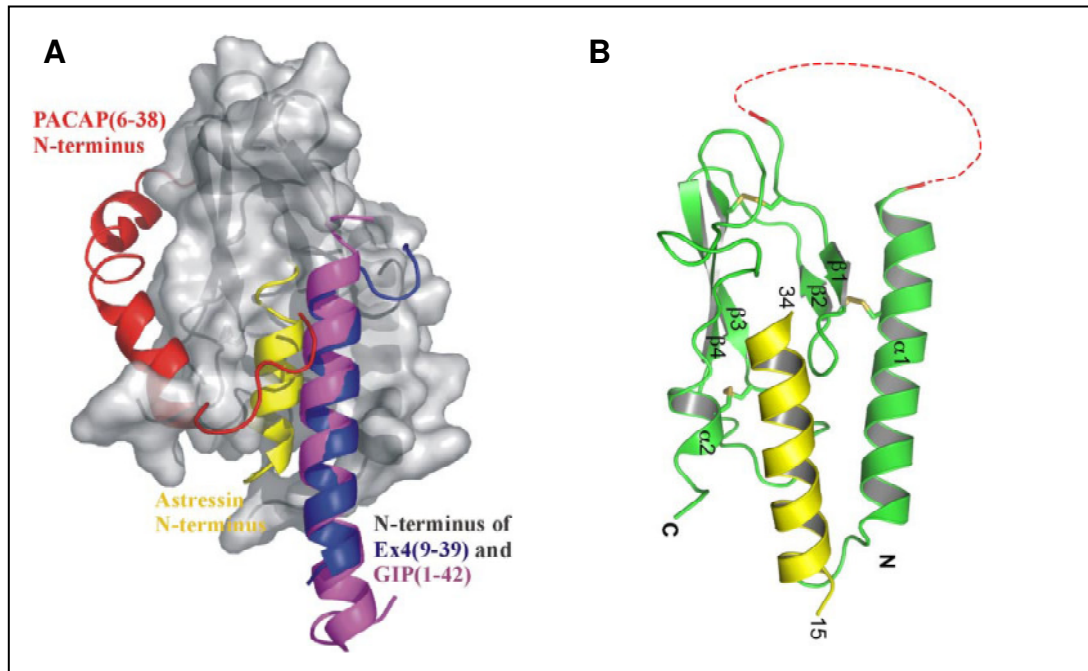 A
PACAP(6-38)
N-terminus
Astressin
N-terminus
N-terminus of
Ex4(9-39) and
GIP(1-42)
B
β1
β2
34
β3
β4
α1
α2
C
N
15